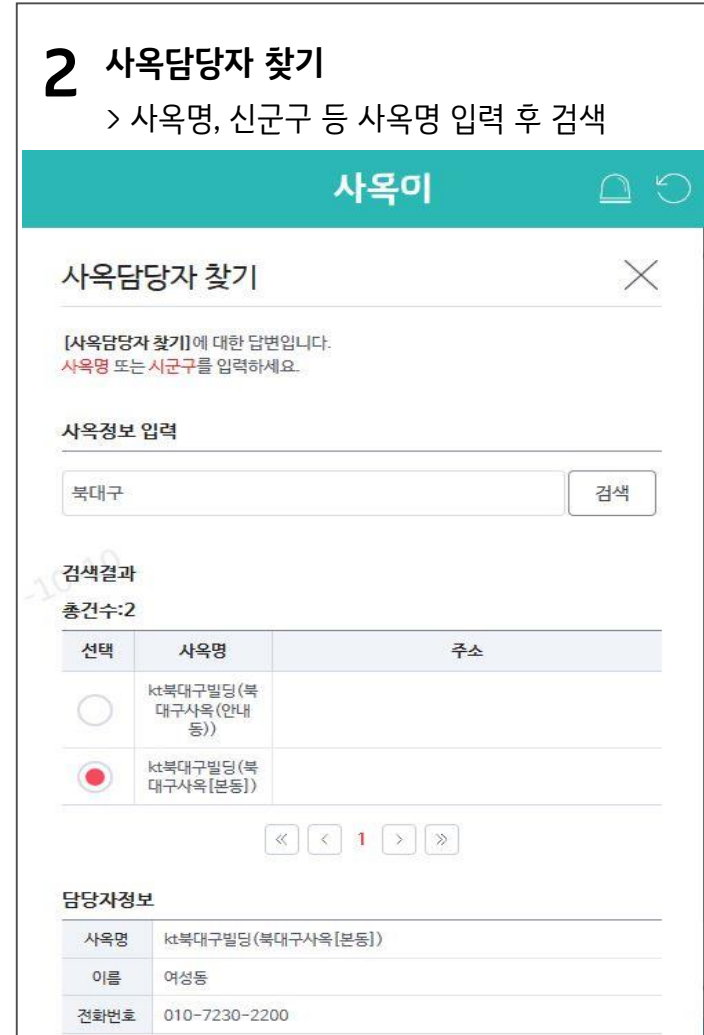 2 사옥담당자 찾기
> 사옥명, 신군구 등 사옥명 입력 후 검색
사옥미
사옥담당자 찾기
[사옥담당자 찾기]에 대한 답변입니다.
사옥명 또는 시군구를 입력하세요.
사옥정보 입력
북대구 검색
검색결과
총건수:2
선택 사옥명 주소
kt북대구빌딩(북
대구사옥(안내
동))
kt북대구빌딩(북
대구사옥[본동])
« < 1 > »
담당자정보
사옥명 kt북대구빌딩(북대구사옥[본동])
이름 여성동
전화번호 010-7230-2200